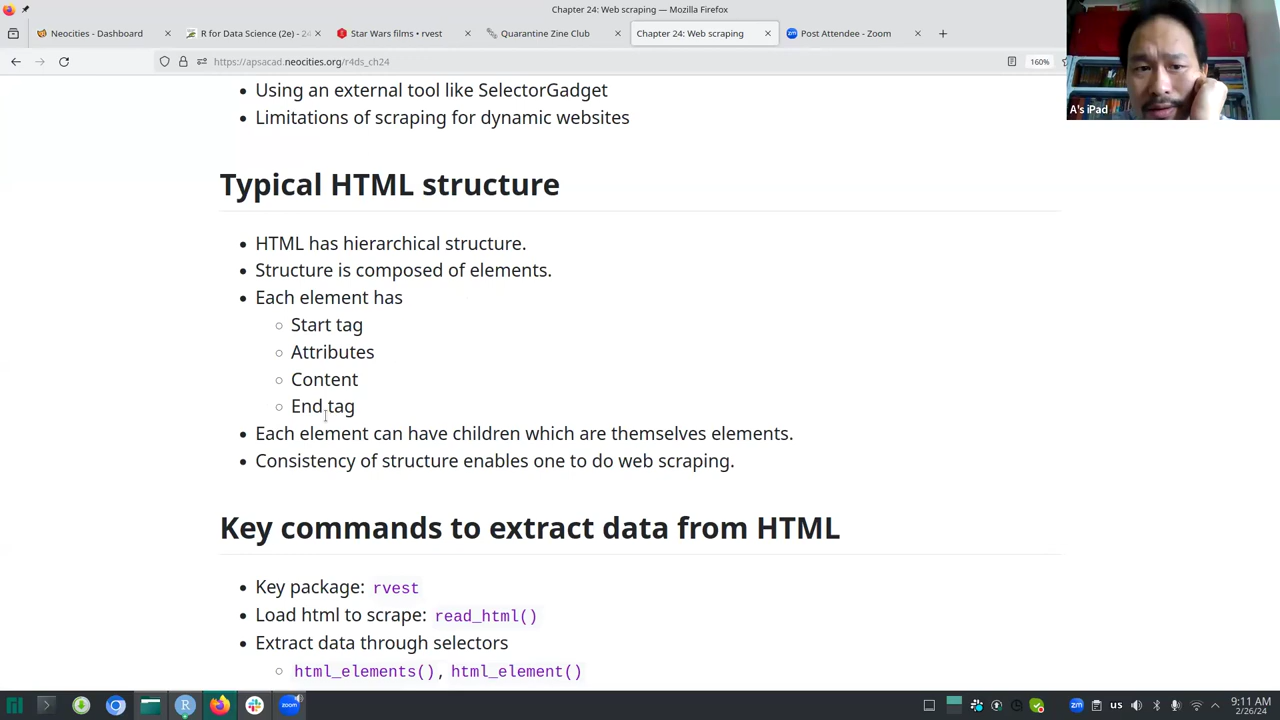 Chapter 24: Web scraping — Mozilla Firefox
Neocities - Dashboard
R for Data Science (2e) - 24
Star Wars films • rvest
Quarantine Zine Club
Chapter 24: Web scraping
Post Attendee - Zoom
https://apsacad.neocities.org/r4ds_ch24
160%
A's iPad
Using an external tool like SelectorGadget
Limitations of scraping for dynamic websites
Typical HTML structure
HTML has hierarchical structure.
Structure is composed of elements.
Each element has
Start tag
Attributes
Content
End tag
Each element can have children which are themselves elements.
Consistency of structure enables one to do web scraping.
Key commands to extract data from HTML
Key package: rvest
Load html to scrape: read_html()
Extract data through selectors
html_elements(), html_element()
zm
zoom
us
9:11 AM
2/26/24